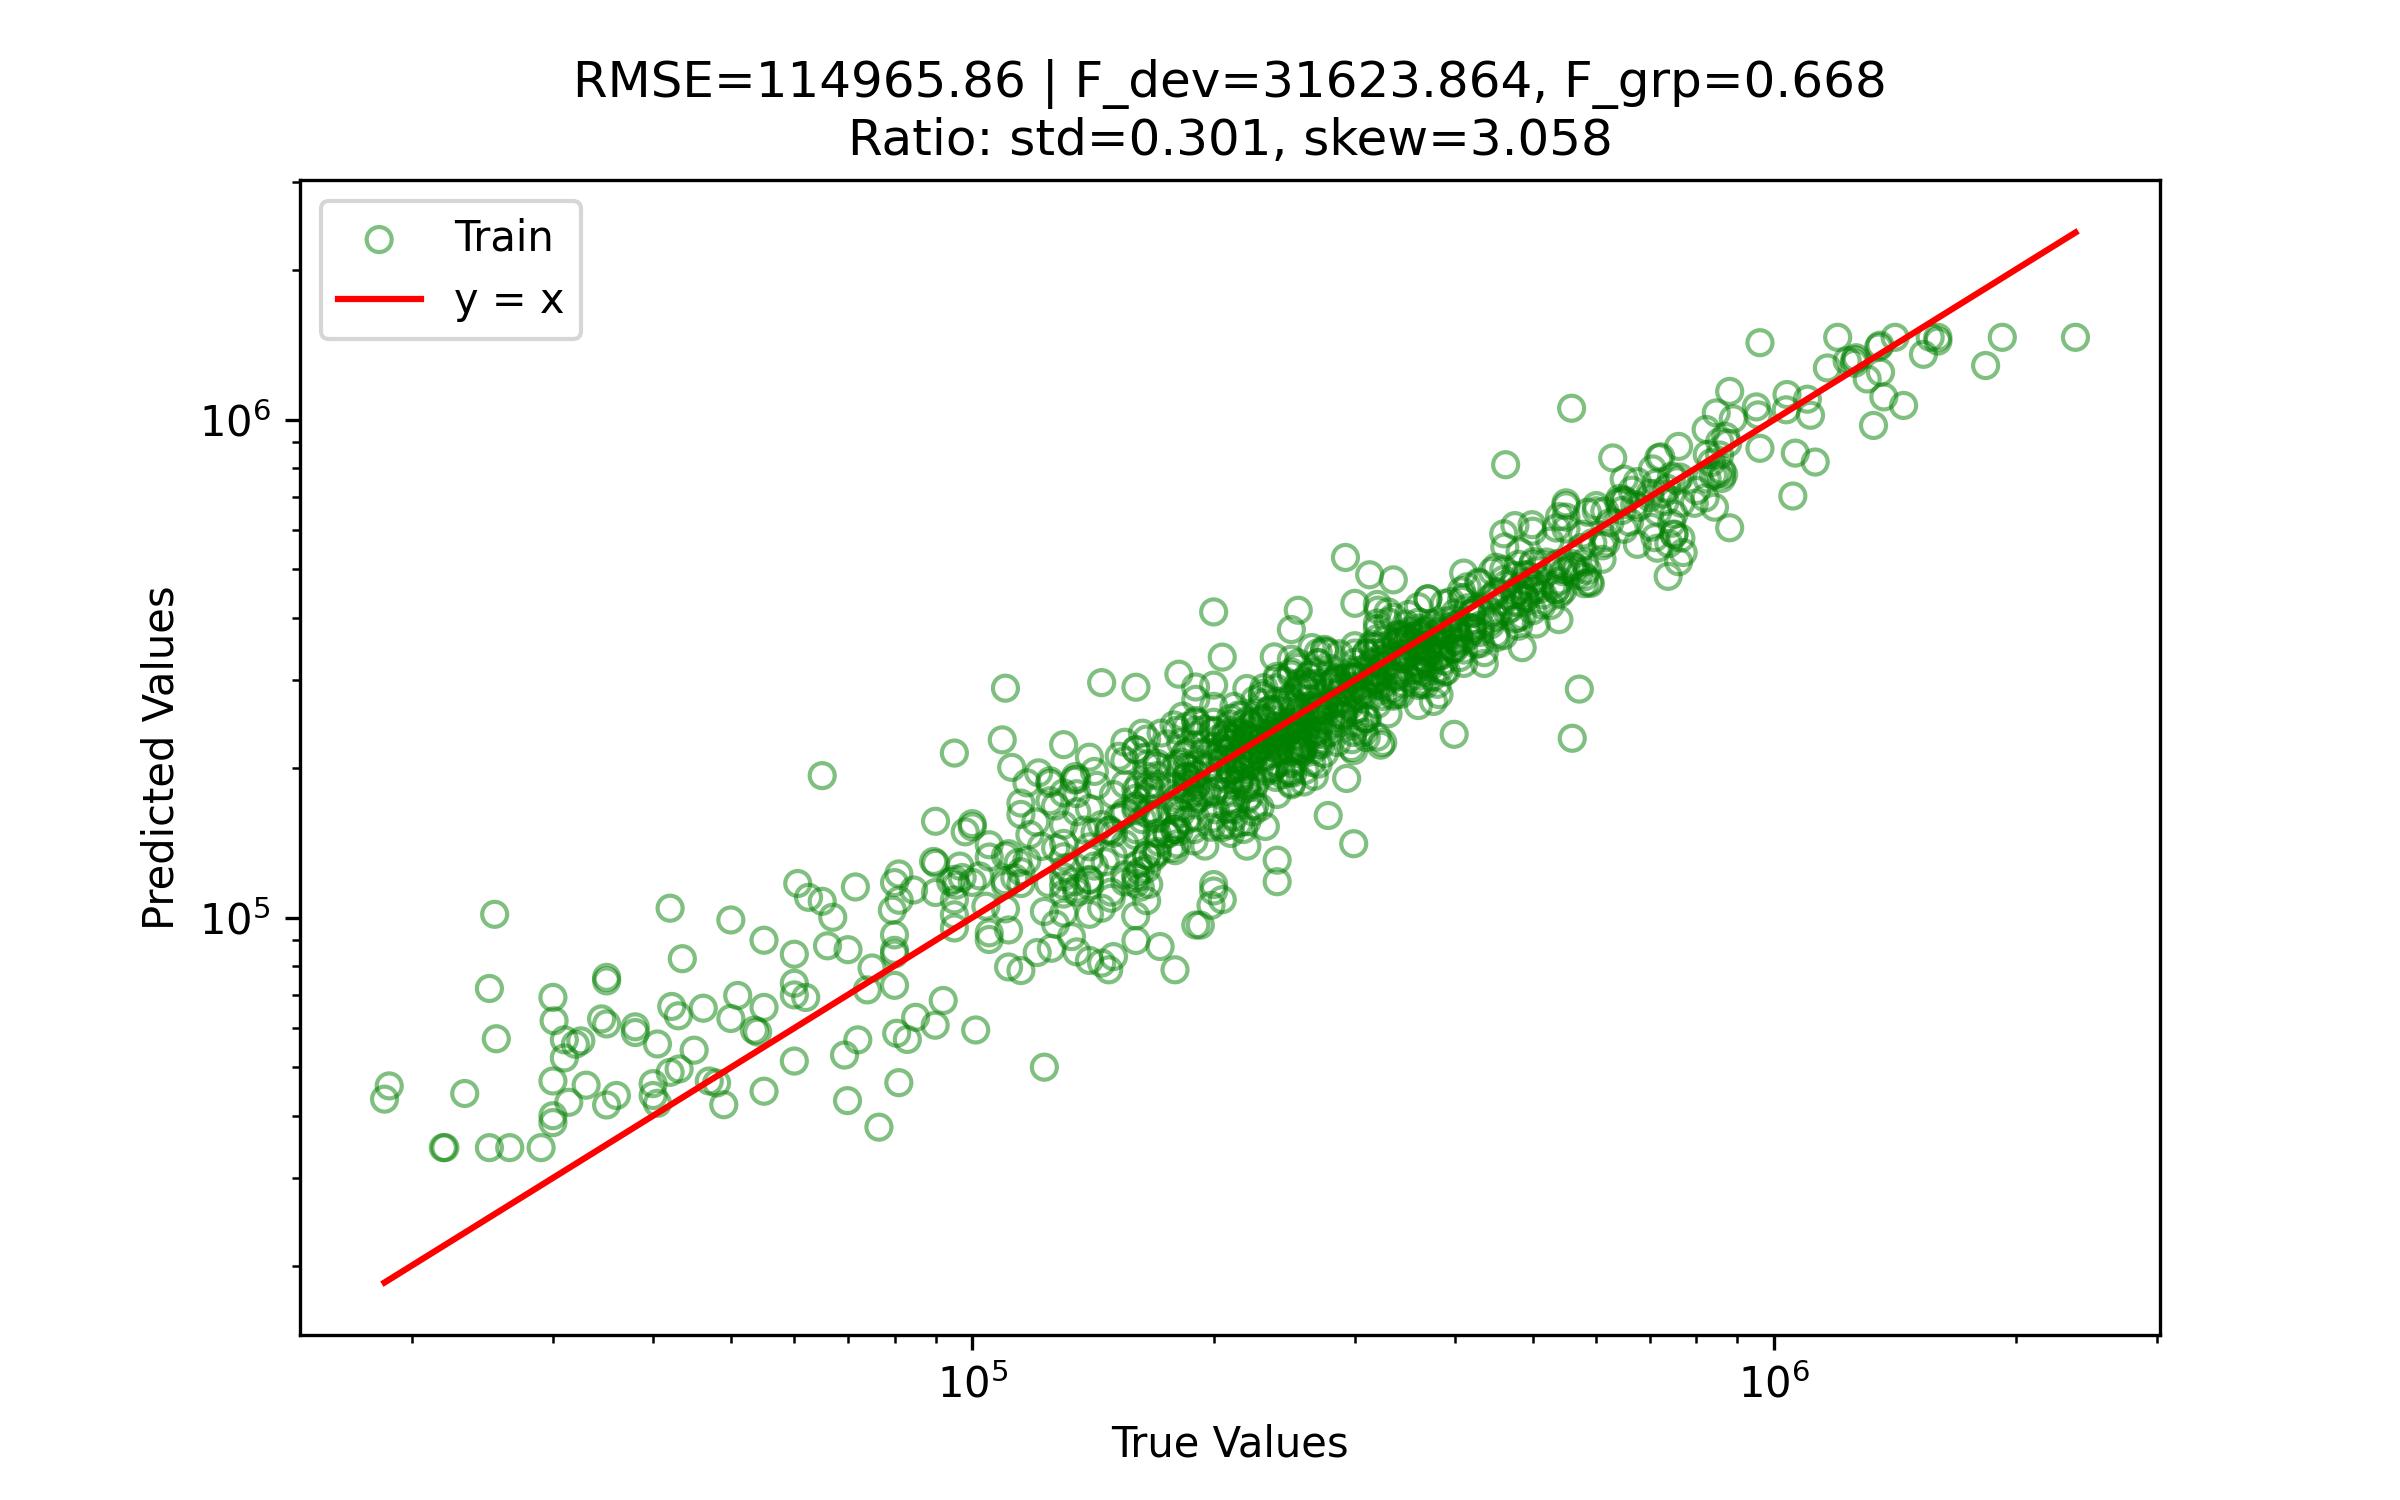 RMSE=114965.86 | F_dev=31623.864, F_grp=0.668
Ratio: std=0.301, skew=3.058
Train
y = x
Predicted Values
10⁶
10⁵
10⁵
10⁶
True Values